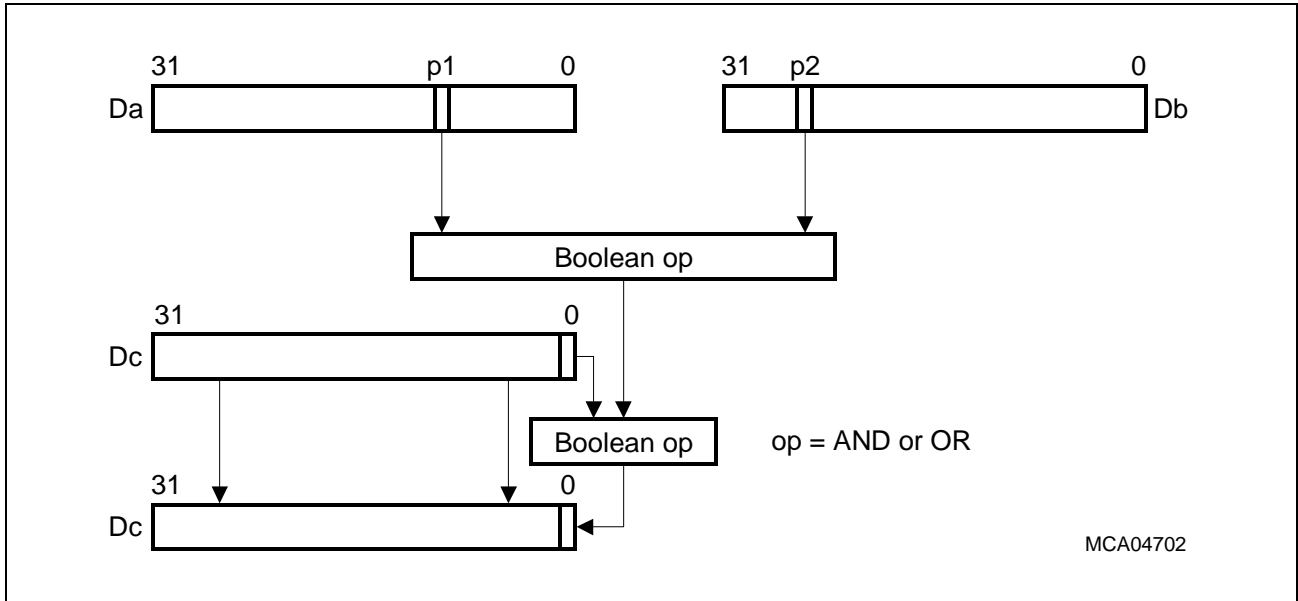 31 p1 0 31 p2 0
Da Db
Boolean op
31 0
Dc
Boolean op op = AND or OR
31 0
Dc
MCA04702